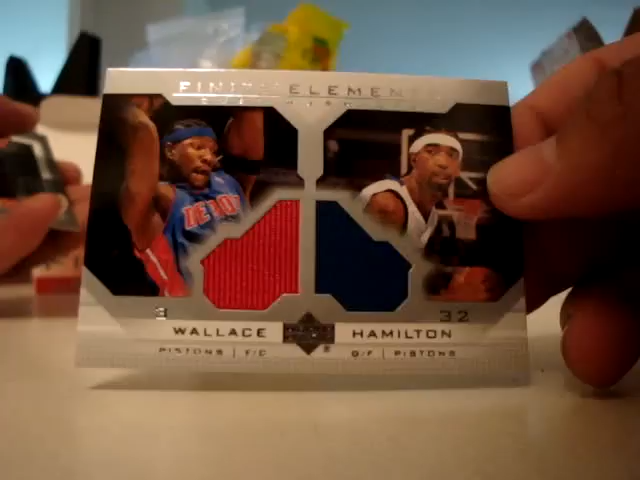 FINITE ELEMENTS
DETROIT
3
32
WALLACE
HAMILTON
PISTONS | F/C
G/F | PISTONS